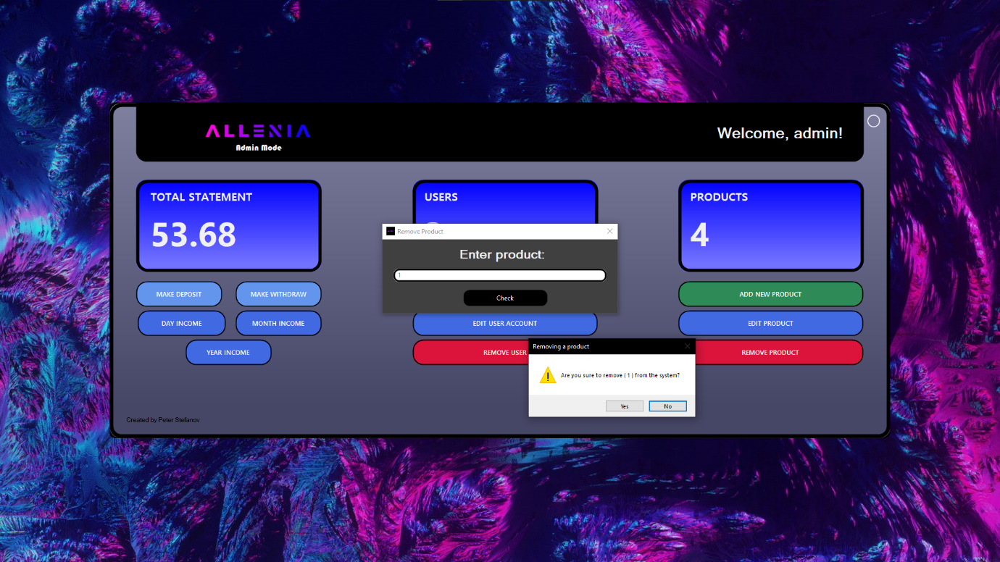 ALLENIA
Admin Mode
Welcome, admin!
TOTAL STATEMENT
53.68
USERS
PRODUCTS
4
Remove Product
Enter product:
1
Check
MAKE DEPOSIT
MAKE WITHDRAW
ADD NEW PRODUCT
DAY INCOME
MONTH INCOME
EDIT USER ACCOUNT
EDIT PRODUCT
YEAR INCOME
REMOVE USER
REMOVE PRODUCT
Removing a product
Are you sure to remove ( 1 ) from the system?
Yes
No
Created by Peter Stefanov